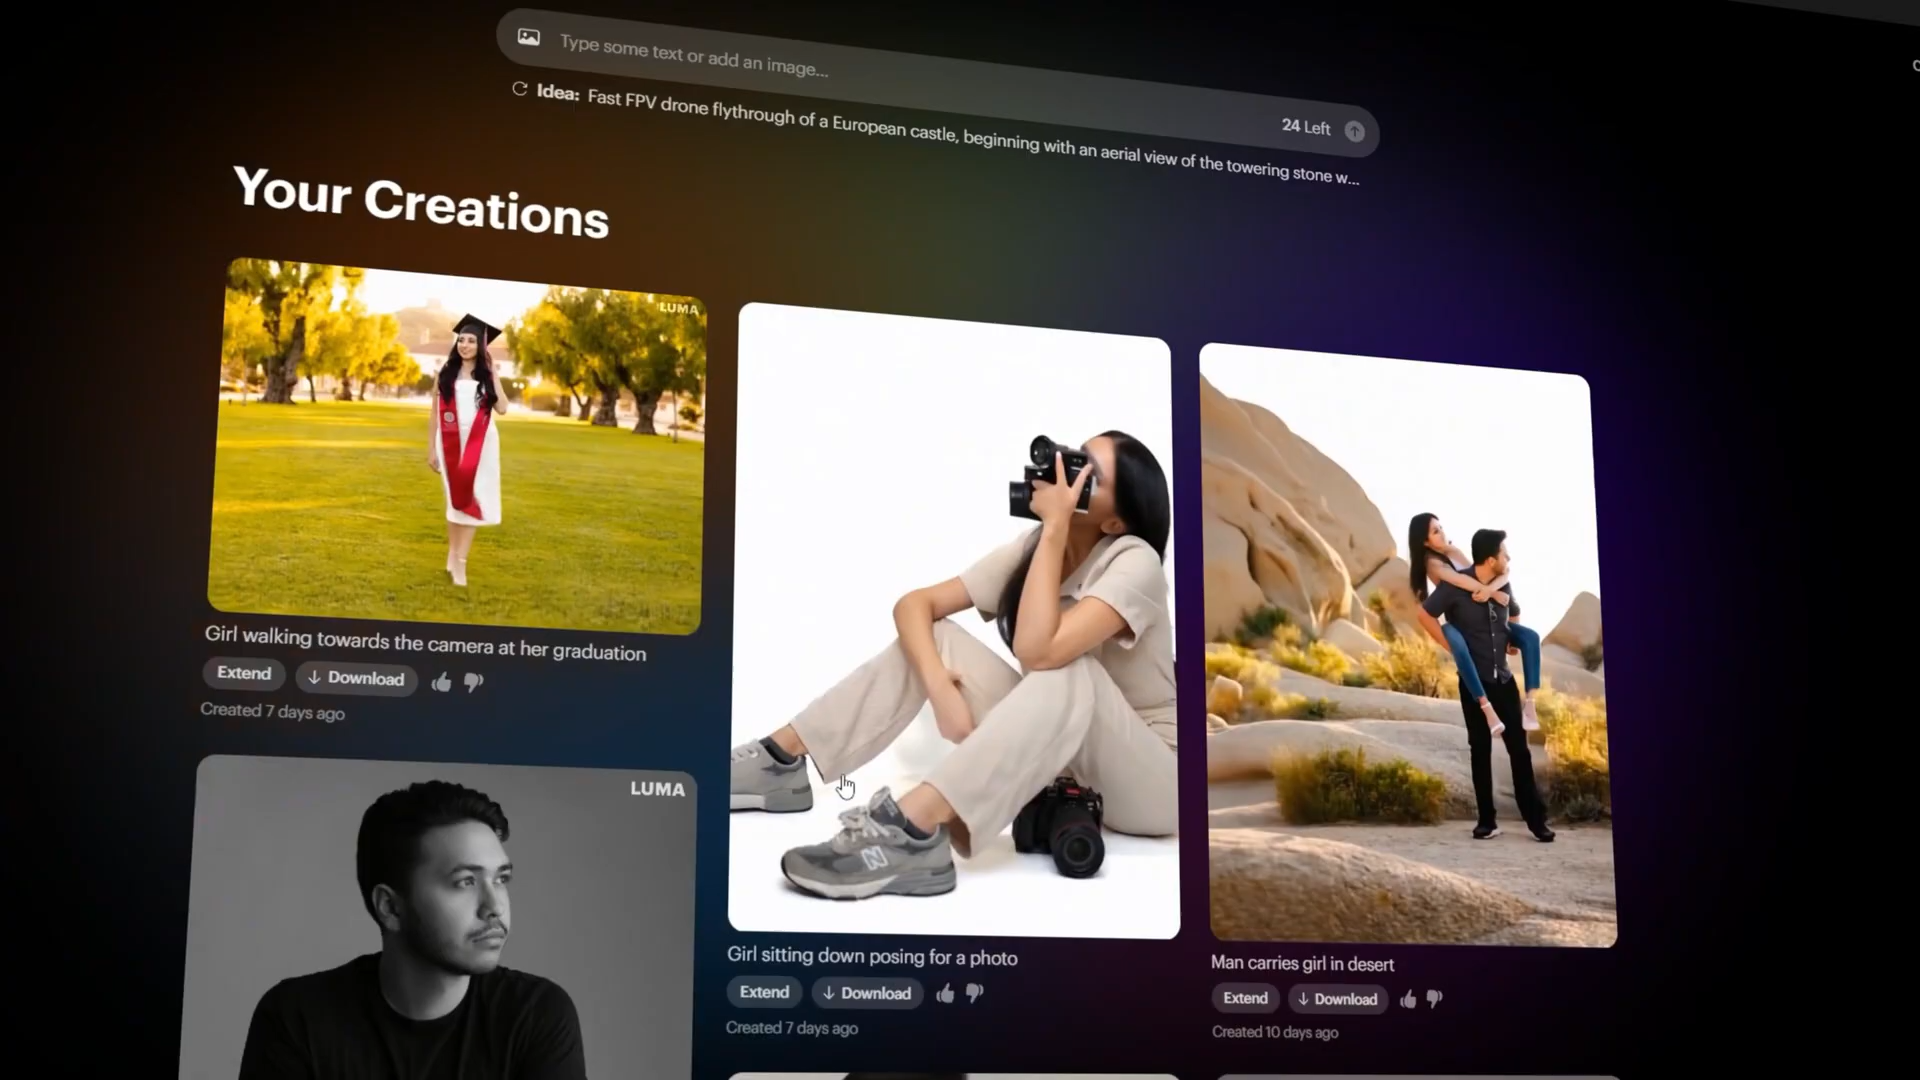 Type some text or add an image...
24 Left
Idea: Fast FPV drone flythrough of a European castle, beginning with an aerial view of the towering stone w...
Your Creations
LUMA
Girl walking towards the camera at her graduation
Extend
Download
Created 7 days ago
LUMA
N
Girl sitting down posing for a photo
Extend
Download
Created 7 days ago
Man carries girl in desert
Extend
Download
Created 10 days ago